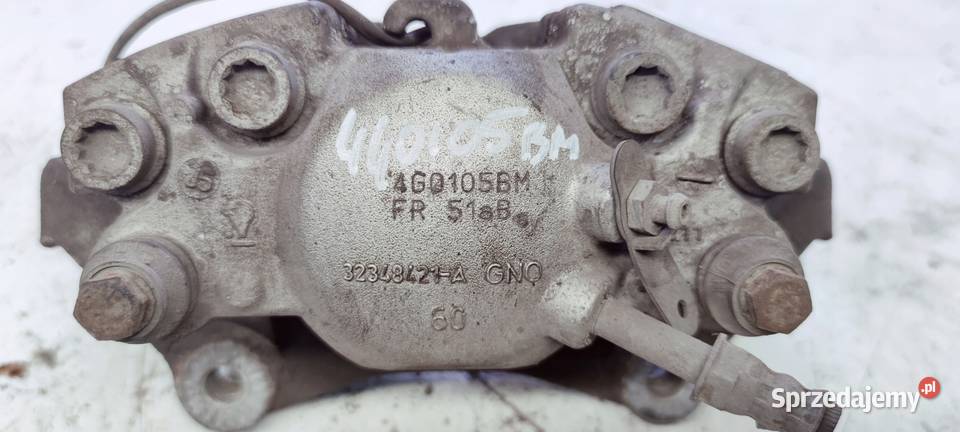 440105BM
4G0105BM
FR 51aB
32348421-A GNQ
60
Sprzedajemy.pl